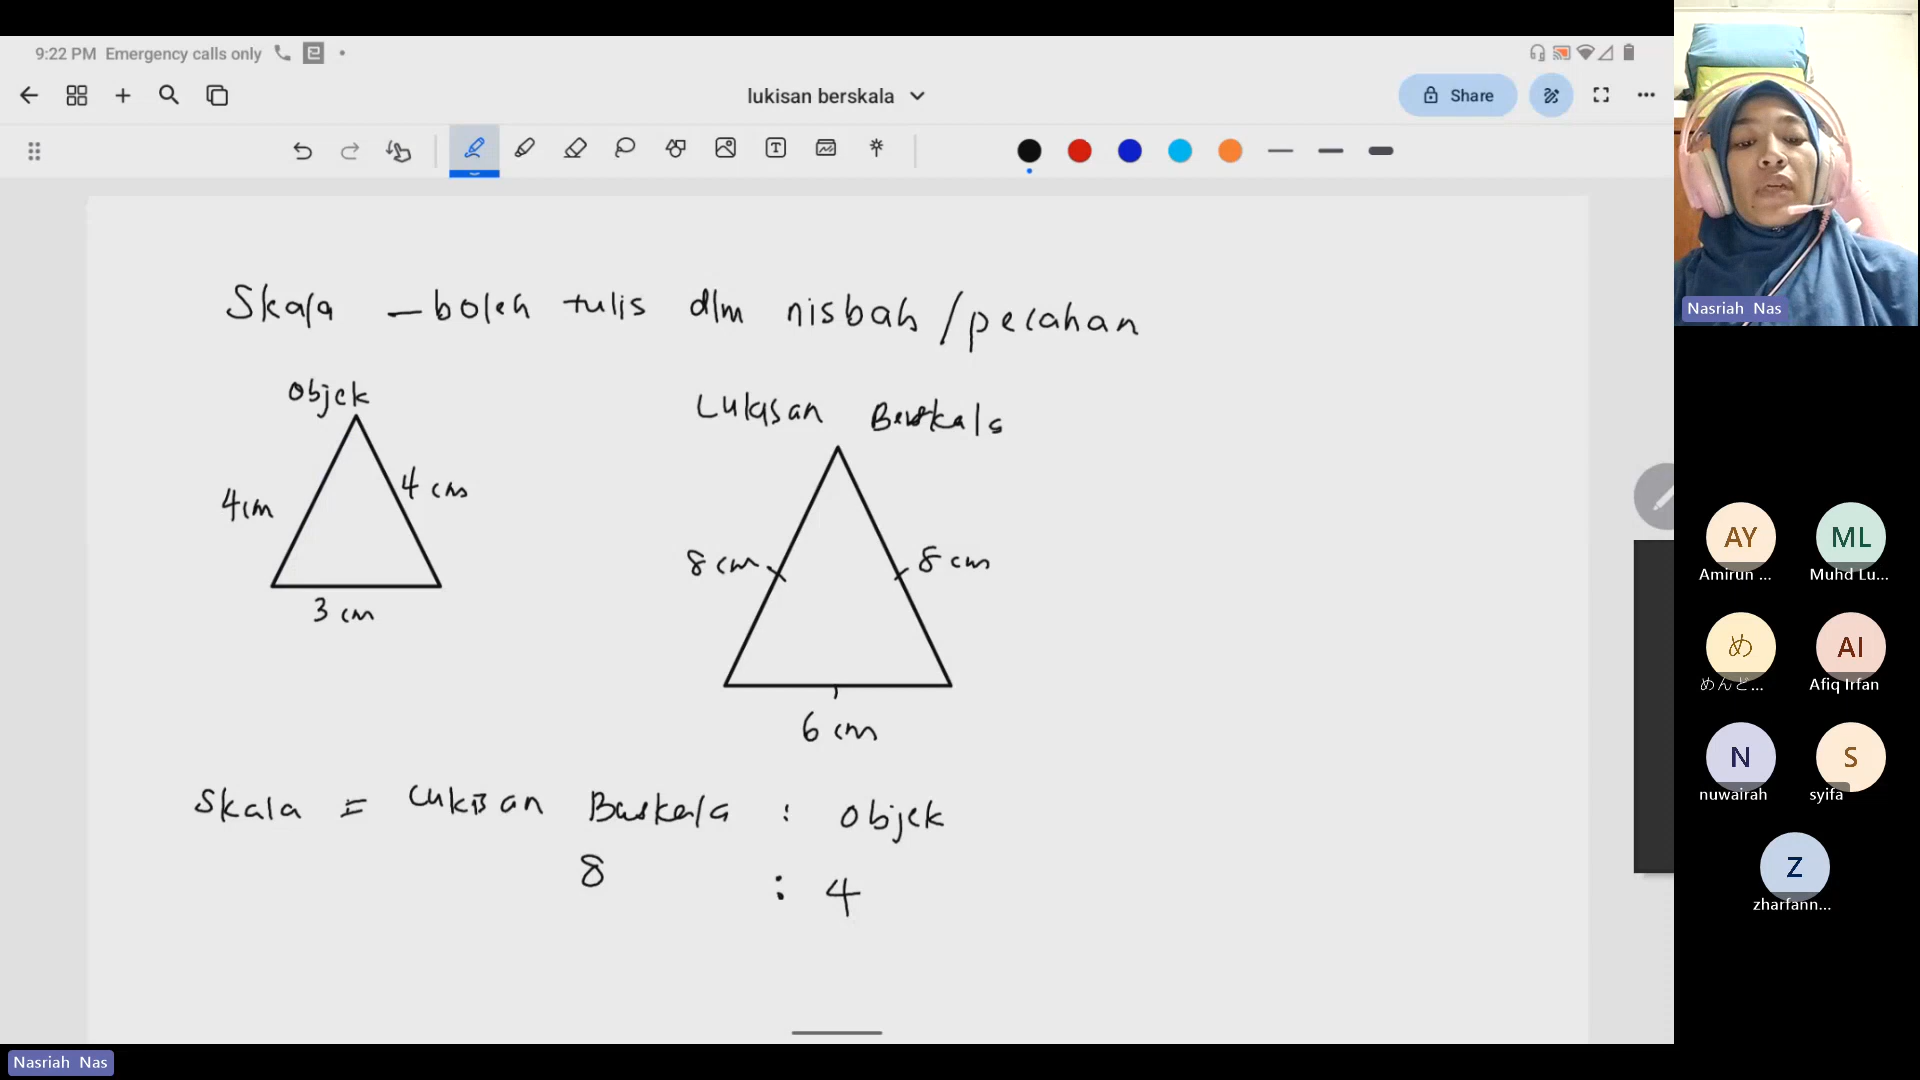 9:22 PM Emergency calls only
lukisan berskala
Share
Skala - boleh tulis dlm nisbah / pecahan
Objek
Lukisan Berskala
4cm
4 cm
3 cm
8 cm
8 cm
6 cm
Skala = Lukisan Berskala : Objek
8 : 4
Nasriah Nas
AY
Amirun ...
ML
Muhd Lu...
め
めんど...
AI
Afiq Irfan
N
nuwairah
S
syifa
Z
zharfann...
Nasriah Nas